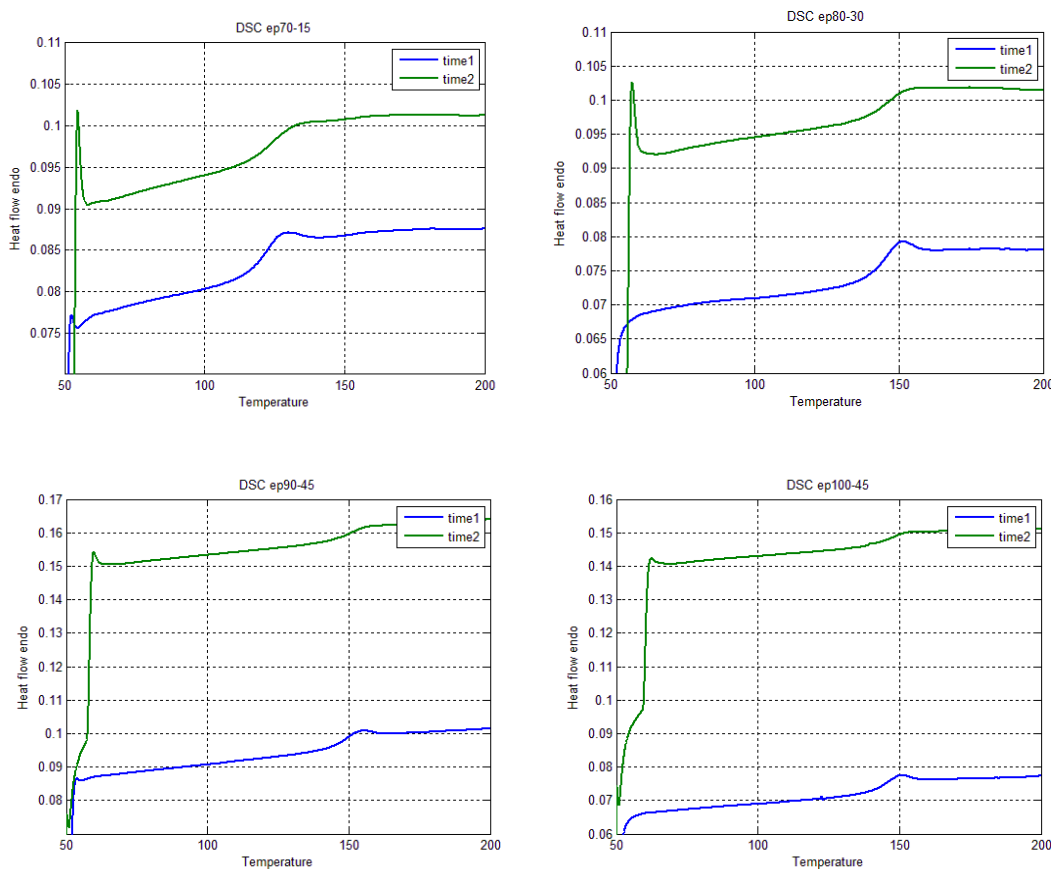 DSC ep70-15
0.11
0.105
0.1
0.095
0.09
0.085
0.08
0.075
Heat flow endo
time1
time2
50
100
150
200
Temperature
DSC ep80-30
0.11
0.105
0.1
0.095
0.09
0.085
0.08
0.075
0.07
0.065
0.06
Heat flow endo
time1
time2
50
100
150
200
Temperature
DSC ep90-45
0.17
0.16
0.15
0.14
0.13
0.12
0.11
0.1
0.09
0.08
Heat flow endo
time1
time2
50
100
150
200
Temperature
DSC ep100-45
0.16
0.15
0.14
0.13
0.12
0.11
0.1
0.09
0.08
0.07
0.06
Heat flow endo
time1
time2
50
100
150
200
Temperature